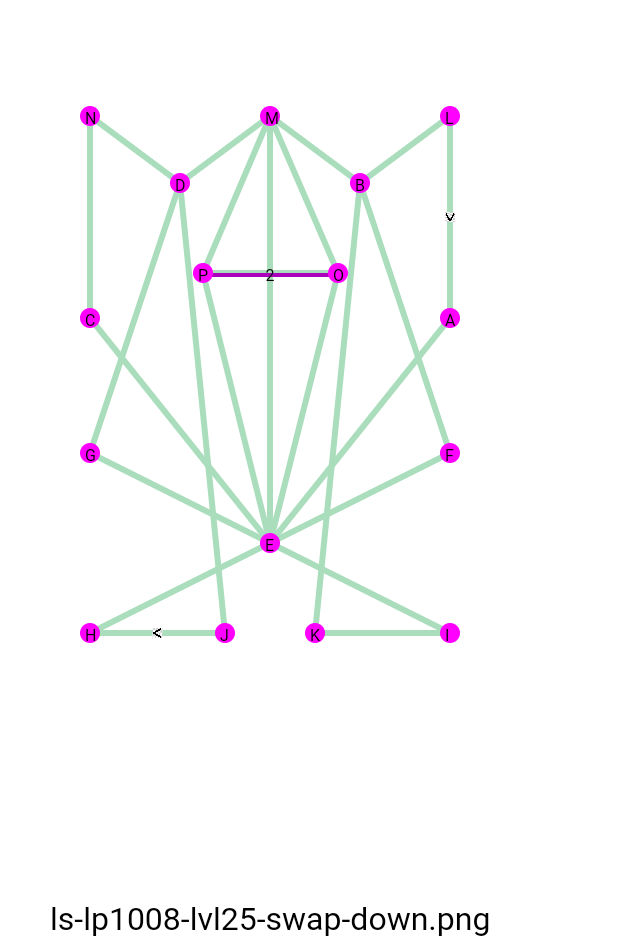 N M L
D B
P 2 O
C A
G F
E
H J K I
ls-lp1008-lvl25-swap-down.png